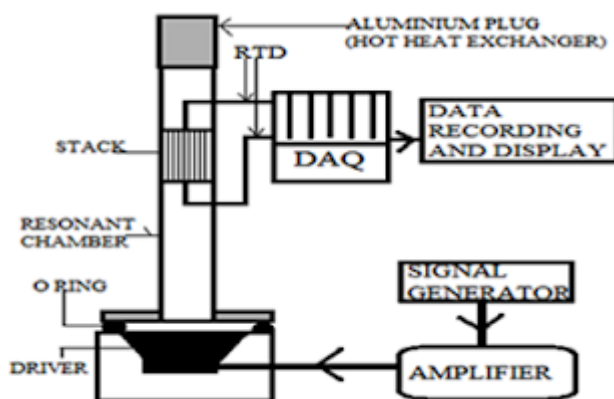 ALUMINIUM PLUG
(HOT HEAT EXCHANGER)
RTD
STACK
DAQ
DATA
RECORDING
AND DISPLAY
RESONANT
CHAMBER
O RING
SIGNAL
GENERATOR
DRIVER
AMPLIFIER